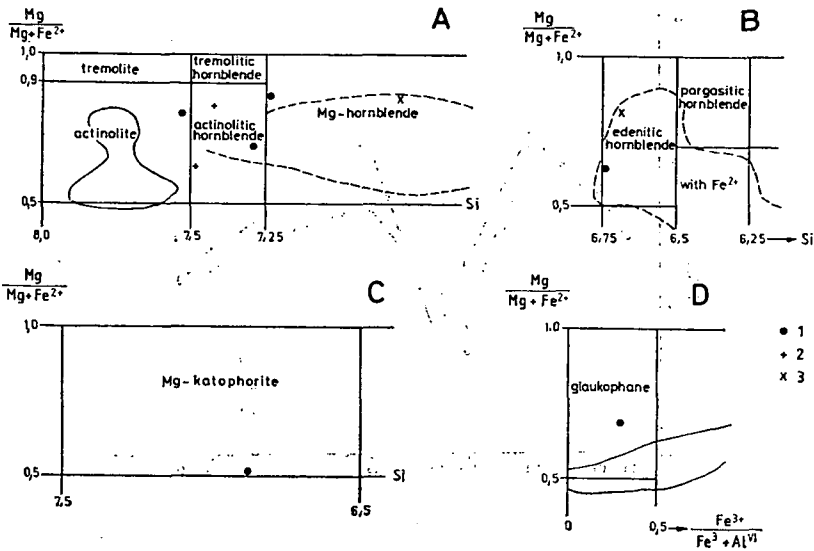 A
Mg
Mg+Fe2+
1,0
0,9
0,5
tremolite
tremolitic
hornblende
actinolite
actinolitic
hornblende
Mg-hornblende
Si
8,0
7,5
7,25
B
Mg
Mg+Fe2+
1,0
0,5
pargasitic
hornblende
edenitic
hornblende
with Fe2+
6,75
6,5
6,25
Si
C
Mg
Mg+Fe2+
1,0
0,5
Mg-katophorite
Si
7,5
6,5
D
Mg
Mg+Fe2+
1.0
0,5
glaukophane
0
0,5
Fe3+
Fe3+AlVI
1
2
3